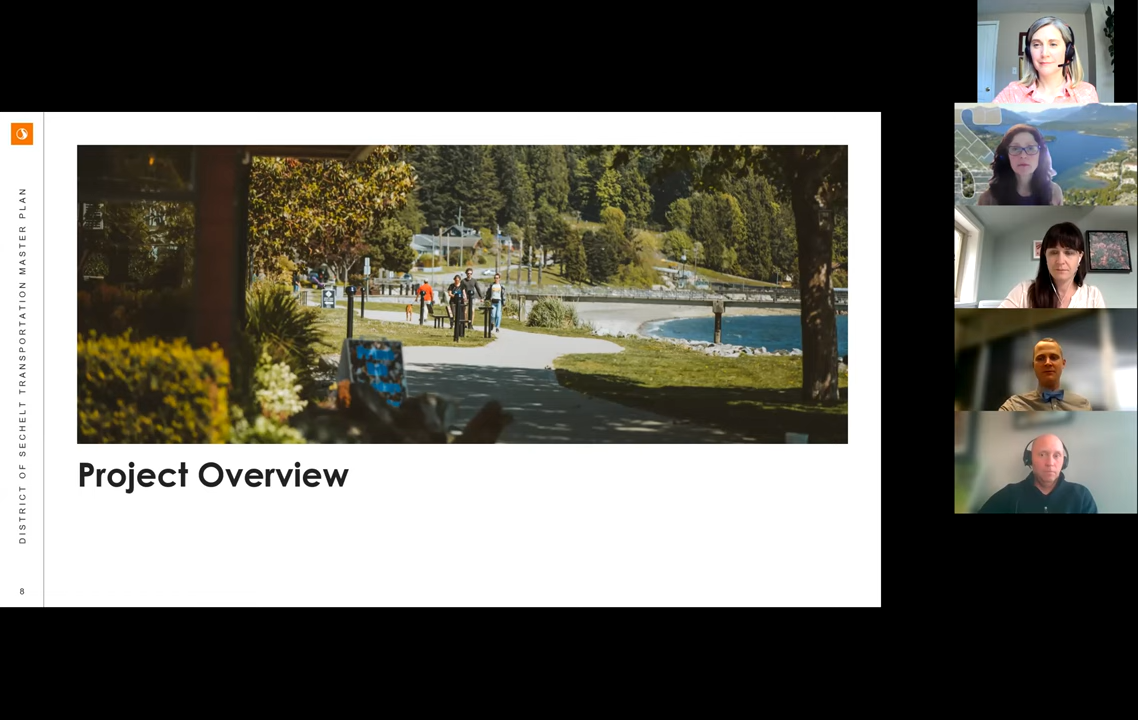 DISTRICT OF SECHELT TRANSPORTATION MASTER PLAN
Project Overview
8